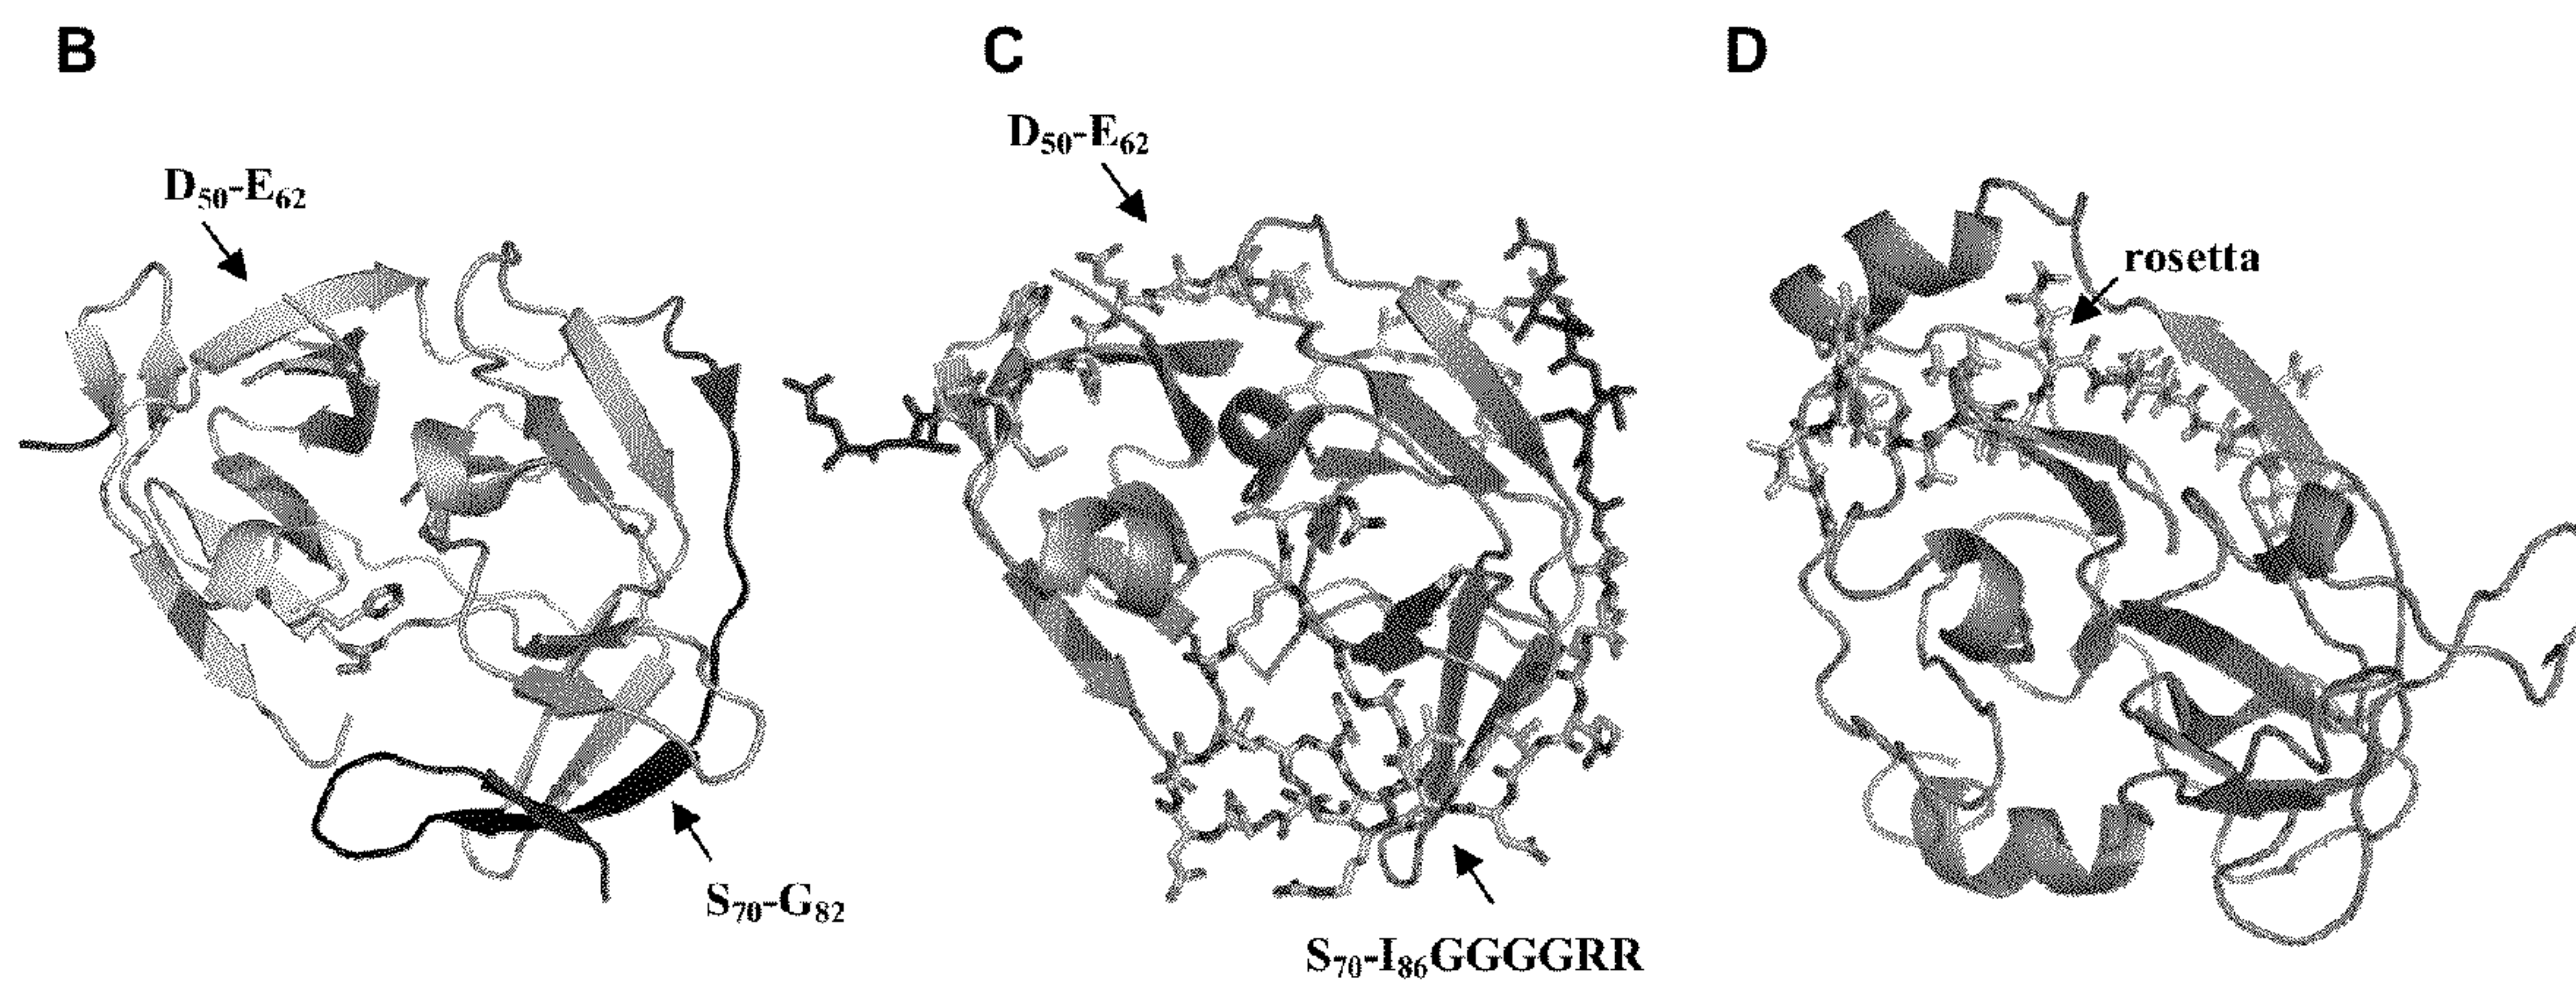 B
C
D
D₅₀-E₆₂
D₅₀-E₆₂
rosetta
S₇₀-G₈₂
S₇₀-I₈₆GGGGRR